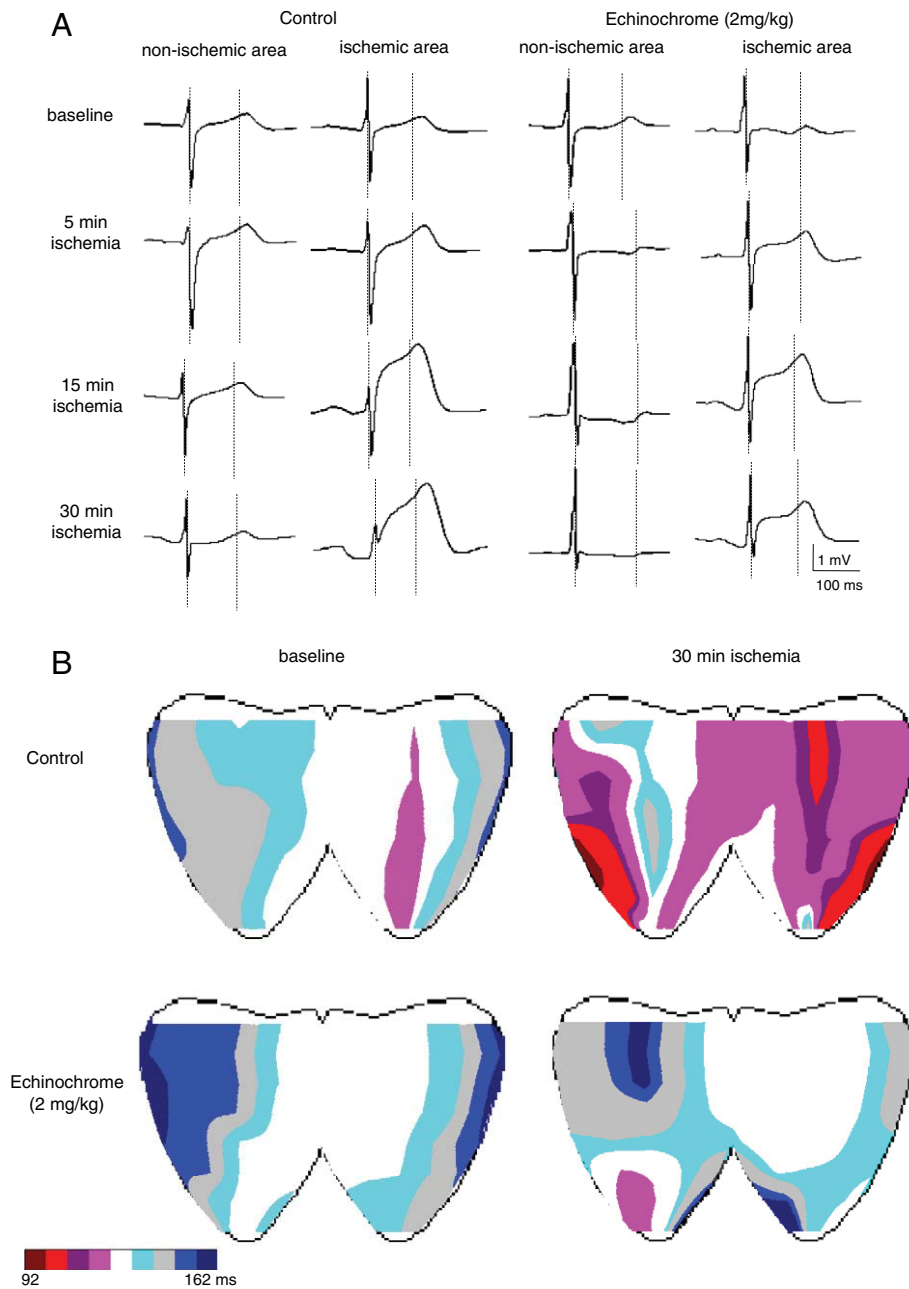 A
Control
Echinochrome (2mg/kg)
non-ischemic area
ischemic area
non-ischemic area
ischemic area
baseline
5 min
ischemia
15 min
ischemia
30 min
ischemia
1 mV
100 ms
B
baseline
30 min ischemia
Control
Echinochrome
(2 mg/kg)
92
162 ms